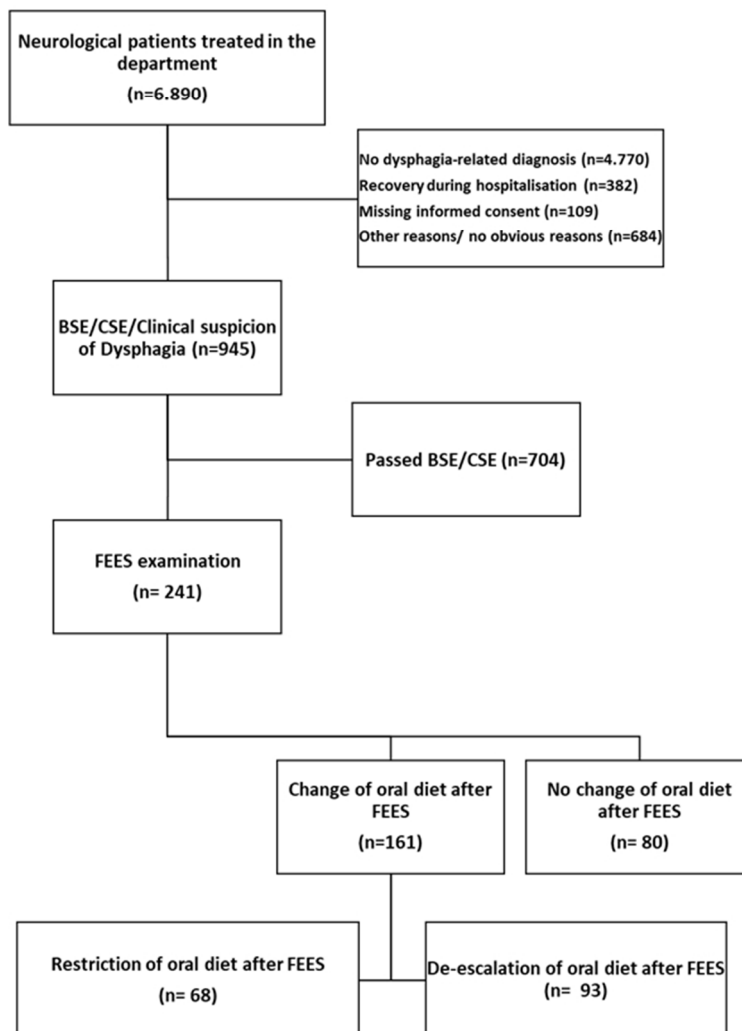 Neurological patients treated in the
department
(n=6.890)
No dysphagia-related diagnosis (n=4.770)
Recovery during hospitalisation (n=382)
Missing informed consent (n=109)
Other reasons/ no obvious reasons (n=684)
BSE/CSE/Clinical suspicion
of Dysphagia (n=945)
Passed BSE/CSE (n=704)
FEES examination
(n= 241)
Change of oral diet after
FEES
(n=161)
No change of oral diet
after FEES
(n= 80)
Restriction of oral diet after FEES
(n= 68)
De-escalation of oral diet after FEES
(n= 93)